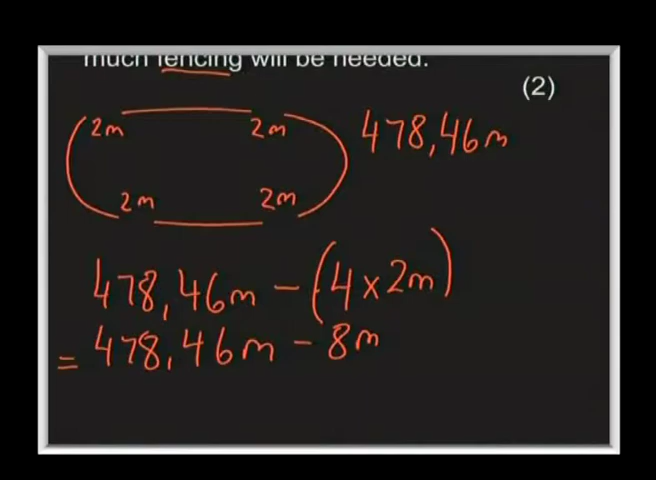 much fencing will be needed.
(2)
2m 2m 478,46m
2m 2m
478,46m - (4 x 2m)
= 478,46m - 8m